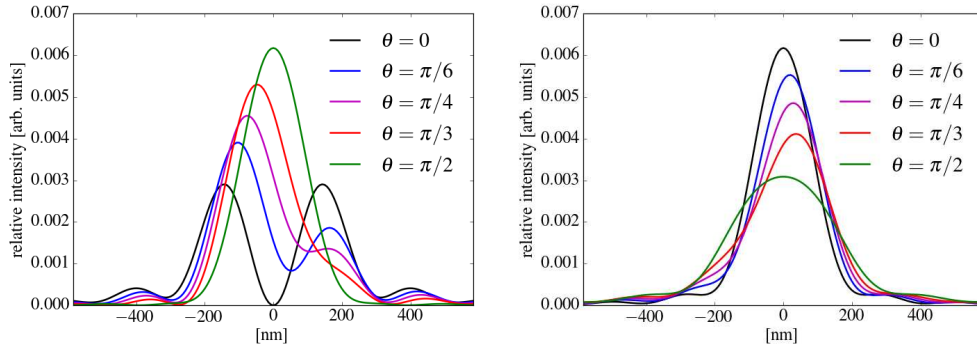 0.007
0.006
0.005
0.004
0.003
0.002
0.001
0.000
relative intensity [arb. units]
θ = 0
θ = π/6
θ = π/4
θ = π/3
θ = π/2
−400 −200 0 200 400
[nm]
0.007
0.006
0.005
0.004
0.003
0.002
0.001
0.000
relative intensity [arb. units]
θ = 0
θ = π/6
θ = π/4
θ = π/3
θ = π/2
−400 −200 0 200 400
[nm]